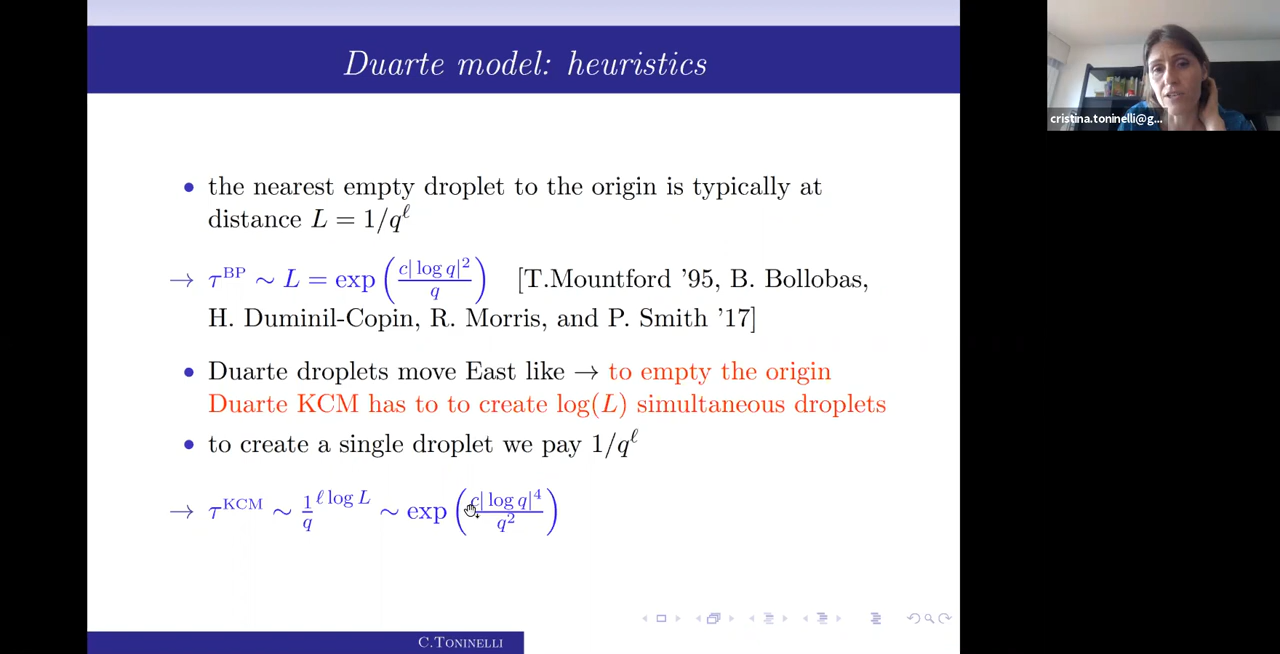 Duarte model: heuristics
cristina.toninelli@g...
• the nearest empty droplet to the origin is typically at
distance L = 1/q^ℓ
→ τ^BP ∼ L = exp(c|log q|^2/q) [T.Mountford '95, B. Bollobas,
H. Duminil-Copin, R. Morris, and P. Smith '17]
• Duarte droplets move East like → to empty the origin
Duarte KCM has to to create log(L) simultaneous droplets
• to create a single droplet we pay 1/q^ℓ
→ τ^KCM ∼ 1/q^ℓ log L ∼ exp(c|log q|^4/q^2)
C.Toninelli